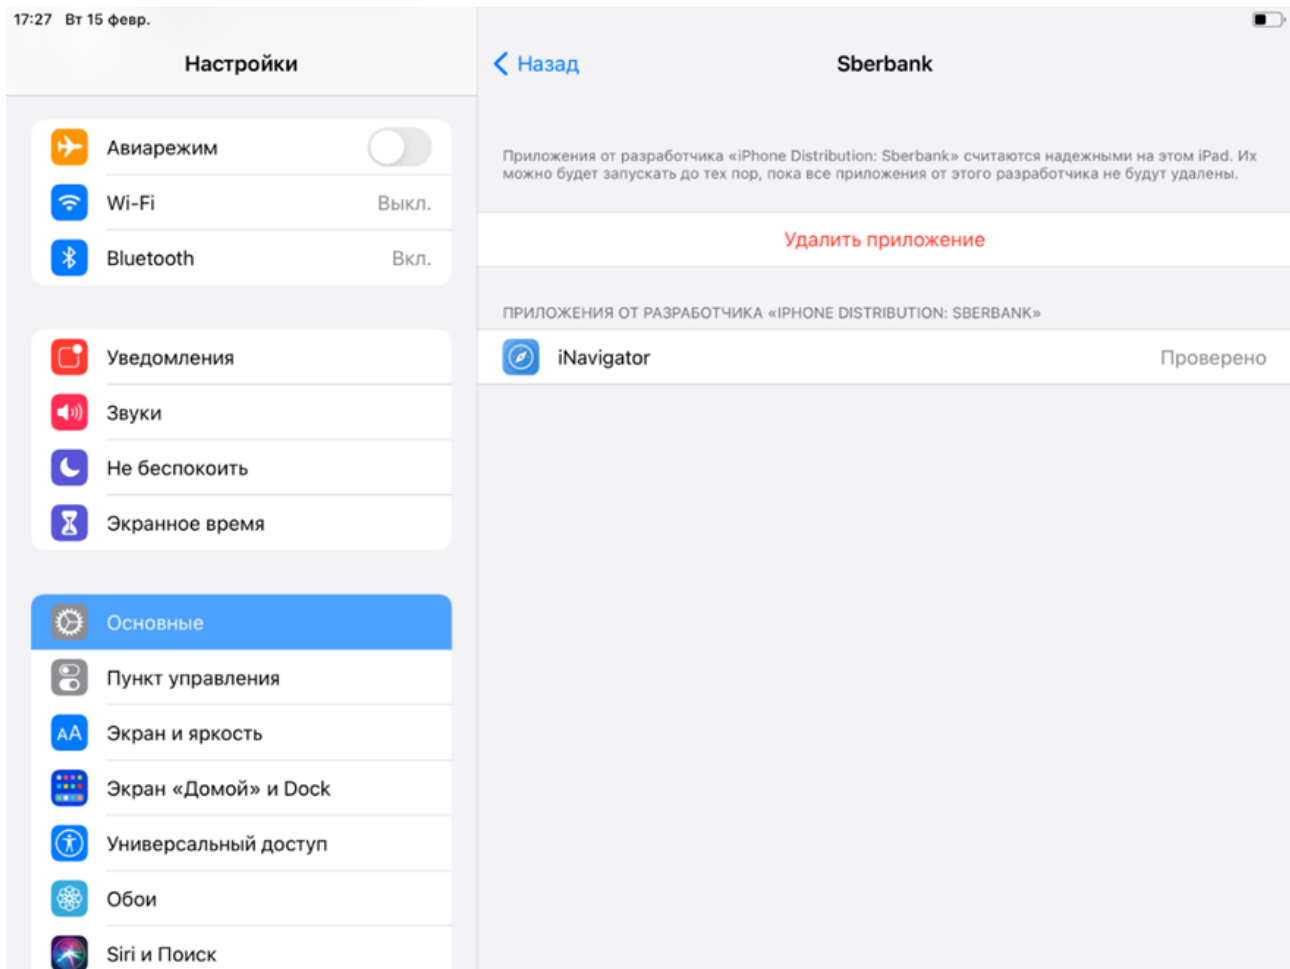 17:27 Вт 15 февр.
Настройки
Авиарежим
Wi-Fi Выкл.
Bluetooth Вкл.
Уведомления
Звуки
Не беспокоить
Экранное время
Основные
Пункт управления
AA Экран и яркость
Экран «Домой» и Dock
Универсальный доступ
Обои
Siri и Поиск
Назад
Sberbank
Приложения от разработчика «iPhone Distribution: Sberbank» считаются надежными на этом iPad. Их
можно будет запускать до тех пор, пока все приложения от этого разработчика не будут удалены.
Удалить приложение
ПРИЛОЖЕНИЯ ОТ РАЗРАБОТЧИКА «IPHONE DISTRIBUTION: SBERBANK»
iNavigator Проверено